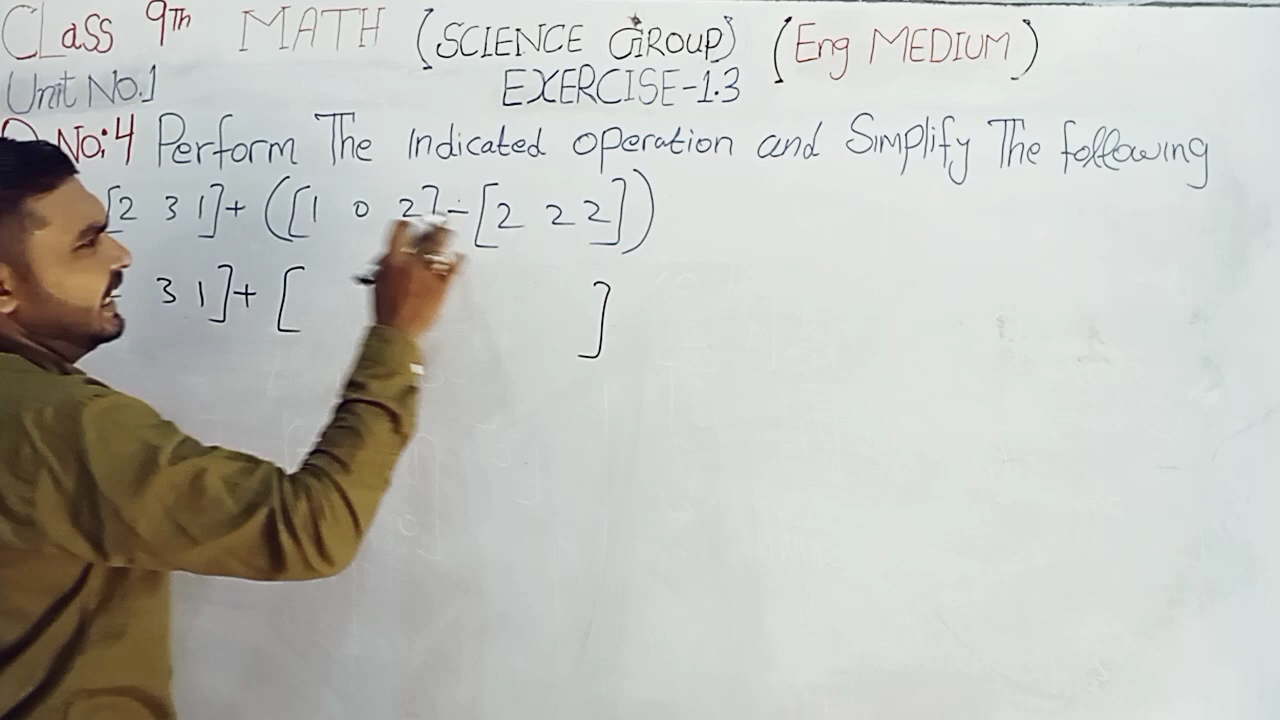 CLass 9Th MATH (SCIENCE GROUP) (Eng MEDIUM)
Unit No.1 EXERCISE-1.3
No:4 Perform The Indicated operation and Simplify The following
[2 3 1]+([1 0 2]-[2 2 2])
3 1]+[ ]